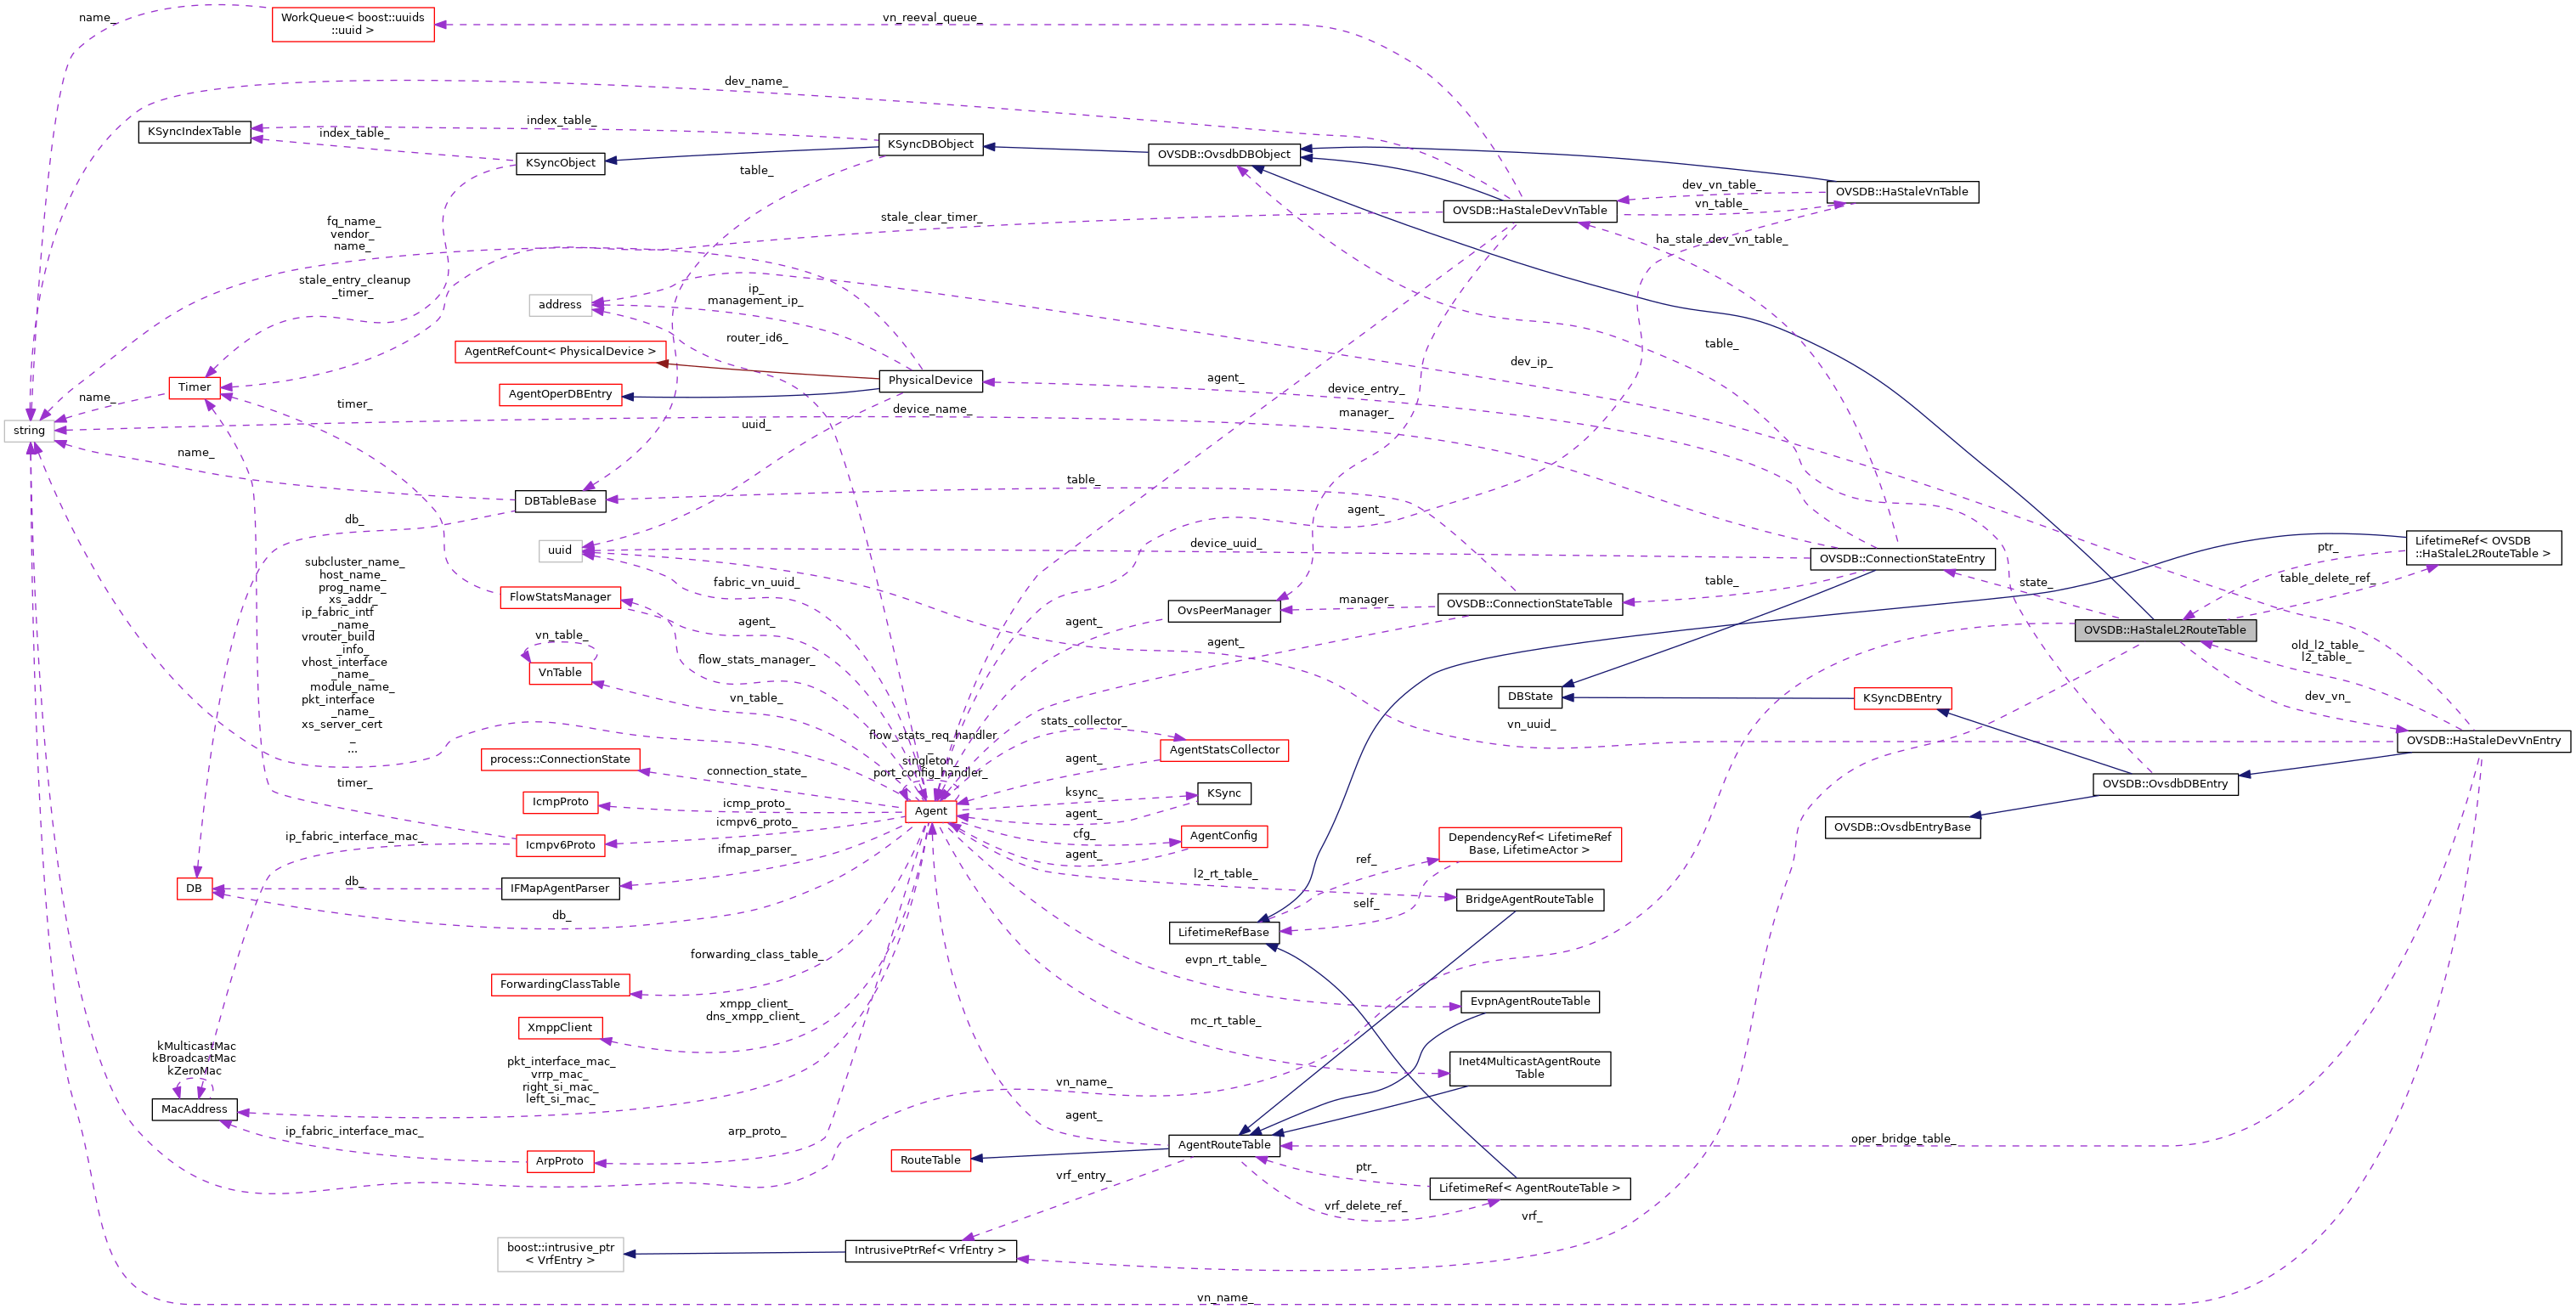 name_
WorkQueue< boost::uuids
::uuid >
vn_reeval_queue_
dev_name_
KSyncIndexTable
index_table_
index_table_
KSyncObject
KSyncDBObject
OVSDB::OvsdbDBObject
table_
OVSDB::HaStaleDevVnTable
dev_vn_table_
vn_table_
OVSDB::HaStaleVnTable
fq_name_
vendor_
name_
stale_clear_timer_
ha_stale_dev_vn_table_
stale_entry_cleanup
_timer_
address
ip_
management_ip_
router_id6_
AgentRefCount< PhysicalDevice >
AgentOperDBEntry
PhysicalDevice
agent_
device_entry_
manager_
dev_ip_
table_
Timer
name_
timer_
device_name_
string
uuid_
name_
DBTableBase
table_
agent_
db_
uuid
device_uuid_
OVSDB::ConnectionStateEntry
LifetimeRef< OVSDB
::HaStaleL2RouteTable >
ptr_
table_delete_ref_
state_
subcluster_name_
host_name_
prog_name_
xs_addr_
ip_fabric_intf
_name_
vrouter_build
_info_
vhost_interface
_name_
module_name_
pkt_interface
_name_
xs_server_cert
_
...
FlowStatsManager
fabric_vn_uuid_
agent_
OvsPeerManager
manager_
OVSDB::ConnectionStateTable
table_
agent_
agent_
OVSDB::HaStaleL2RouteTable
old_l2_table_
l2_table_
vn_table_
VnTable
flow_stats_manager_
vn_table_
DBState
KSyncDBEntry
dev_vn_
vn_uuid_
stats_collector_
flow_stats_req_handler
_
singleton_
port_config_handler_
process::ConnectionState
connection_state_
AgentStatsCollector
agent_
OVSDB::HaStaleDevVnEntry
OVSDB::OvsdbDBEntry
timer_
IcmpProto
icmp_proto_
Agent
ksync_
KSync
agent_
OVSDB::OvsdbEntryBase
ip_fabric_interface_mac_
Icmpv6Proto
icmpv6_proto_
ifmap_parser_
cfg_
AgentConfig
agent_
DependencyRef< LifetimeRef
Base, LifetimeActor >
ref_
DB
db_
IFMapAgentParser
l2_rt_table_
BridgeAgentRouteTable
self_
db_
LifetimeRefBase
forwarding_class_table_
ForwardingClassTable
evpn_rt_table_
EvpnAgentRouteTable
xmpp_client_
dns_xmpp_client_
XmppClient
mc_rt_table_
kMulticastMac
kBroadcastMac
kZeroMac
pkt_interface_mac_
vrrp_mac_
right_si_mac_
left_si_mac_
Inet4MulticastAgentRoute
Table
vn_name_
MacAddress
agent_
ip_fabric_interface_mac_
arp_proto_
ArpProto
RouteTable
AgentRouteTable
oper_bridge_table_
ptr_
vrf_entry_
LifetimeRef< AgentRouteTable >
vrf_delete_ref_
vrf_
boost::intrusive_ptr
< VrfEntry >
IntrusivePtrRef< VrfEntry >
vn_name_